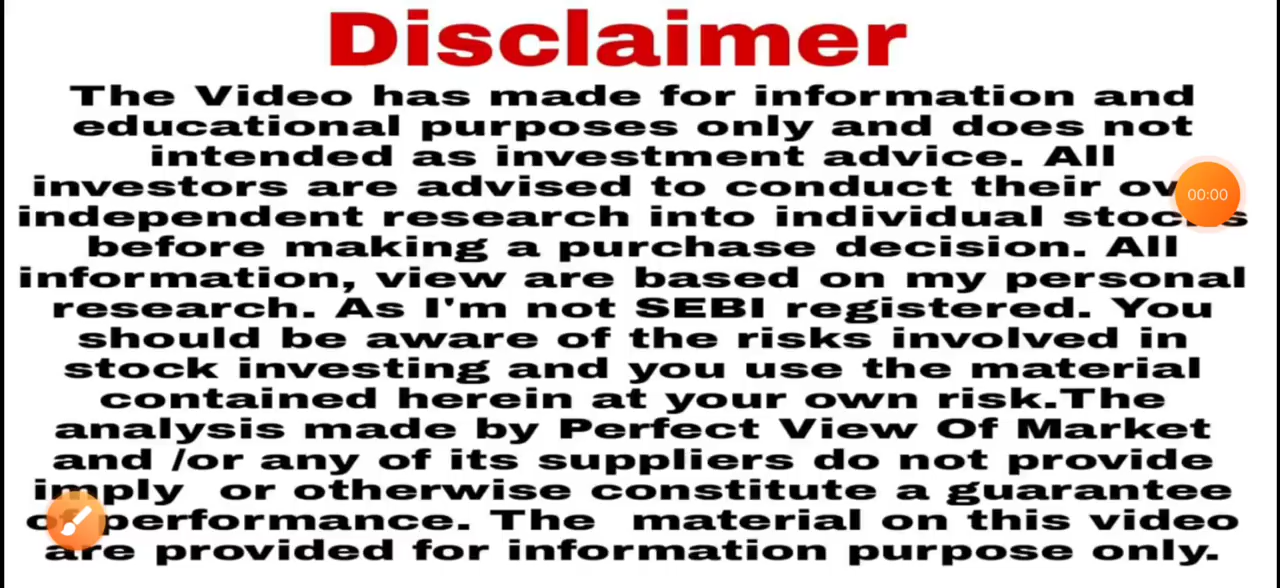 Disclaimer
The Video has made for information and
educational purposes only and does not
intended as investment advice. All
investors are advised to conduct their
independent research into individual stocks
before making a purchase decision. All
information, view are based on my personal
research. As I'm not SEBI registered. You
should be aware of the risks involved in
stock investing and you use the material
contained herein at your own risk.The
analysis made by Perfect View Of Market
and /or any of its suppliers do not provide
imply or otherwise constitute a guarantee
of performance. The material on this video
are provided for information purpose only.
00:00